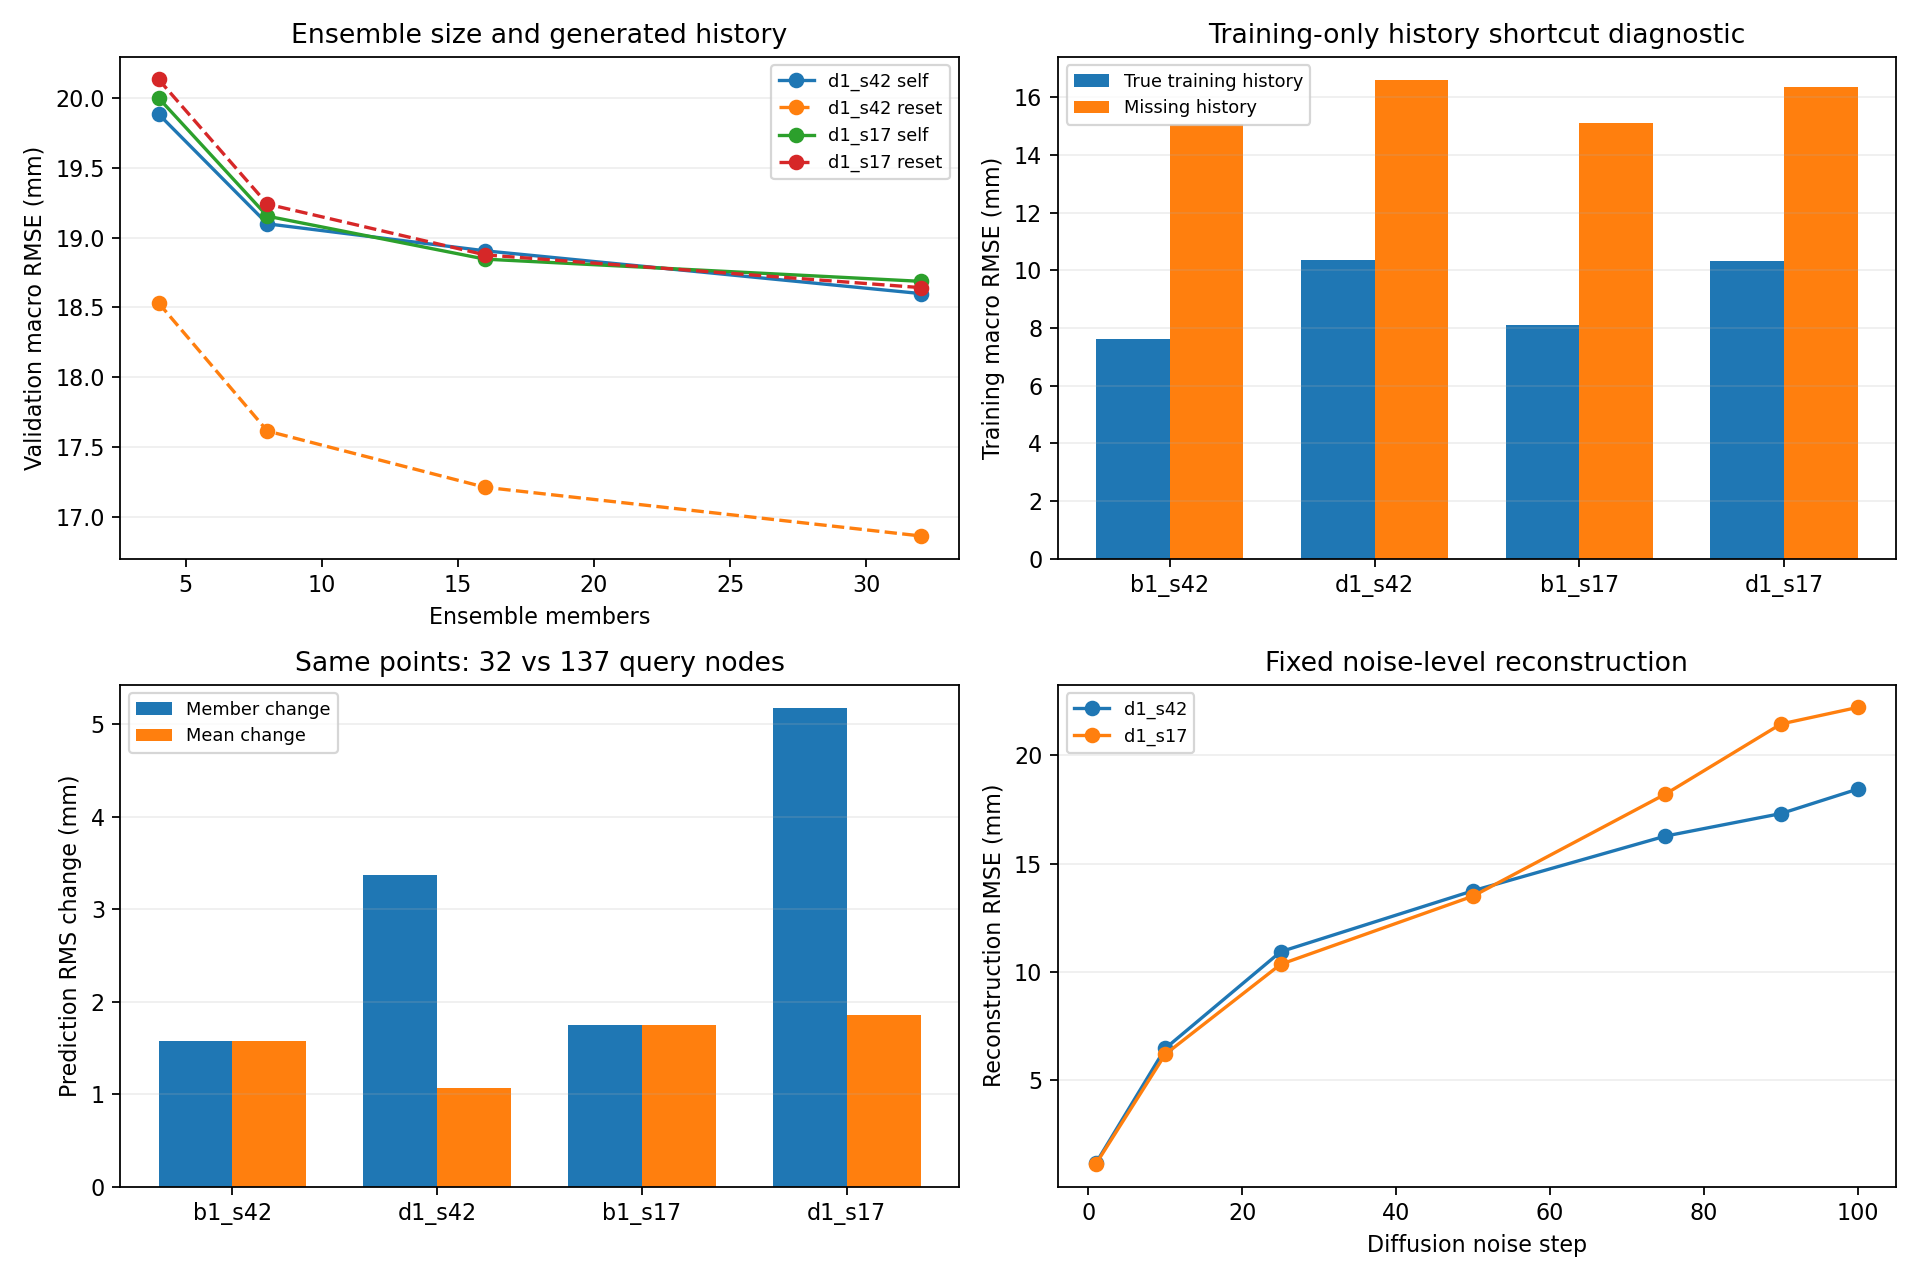 Ensemble size and generated history
Validation macro RMSE (mm)
20.0
19.5
19.0
18.5
18.0
17.5
17.0
d1_s42 self
d1_s42 reset
d1_s17 self
d1_s17 reset
5 10 15 20 25 30
Ensemble members
Training-only history shortcut diagnostic
Training macro RMSE (mm)
16
14
12
10
8
6
4
2
0
True training history
Missing history
b1_s42 d1_s42 b1_s17 d1_s17
Same points: 32 vs 137 query nodes
Prediction RMS change (mm)
5
4
3
2
1
0
Member change
Mean change
b1_s42 d1_s42 b1_s17 d1_s17
Fixed noise-level reconstruction
Reconstruction RMSE (mm)
20
15
10
5
d1_s42
d1_s17
0 20 40 60 80 100
Diffusion noise step